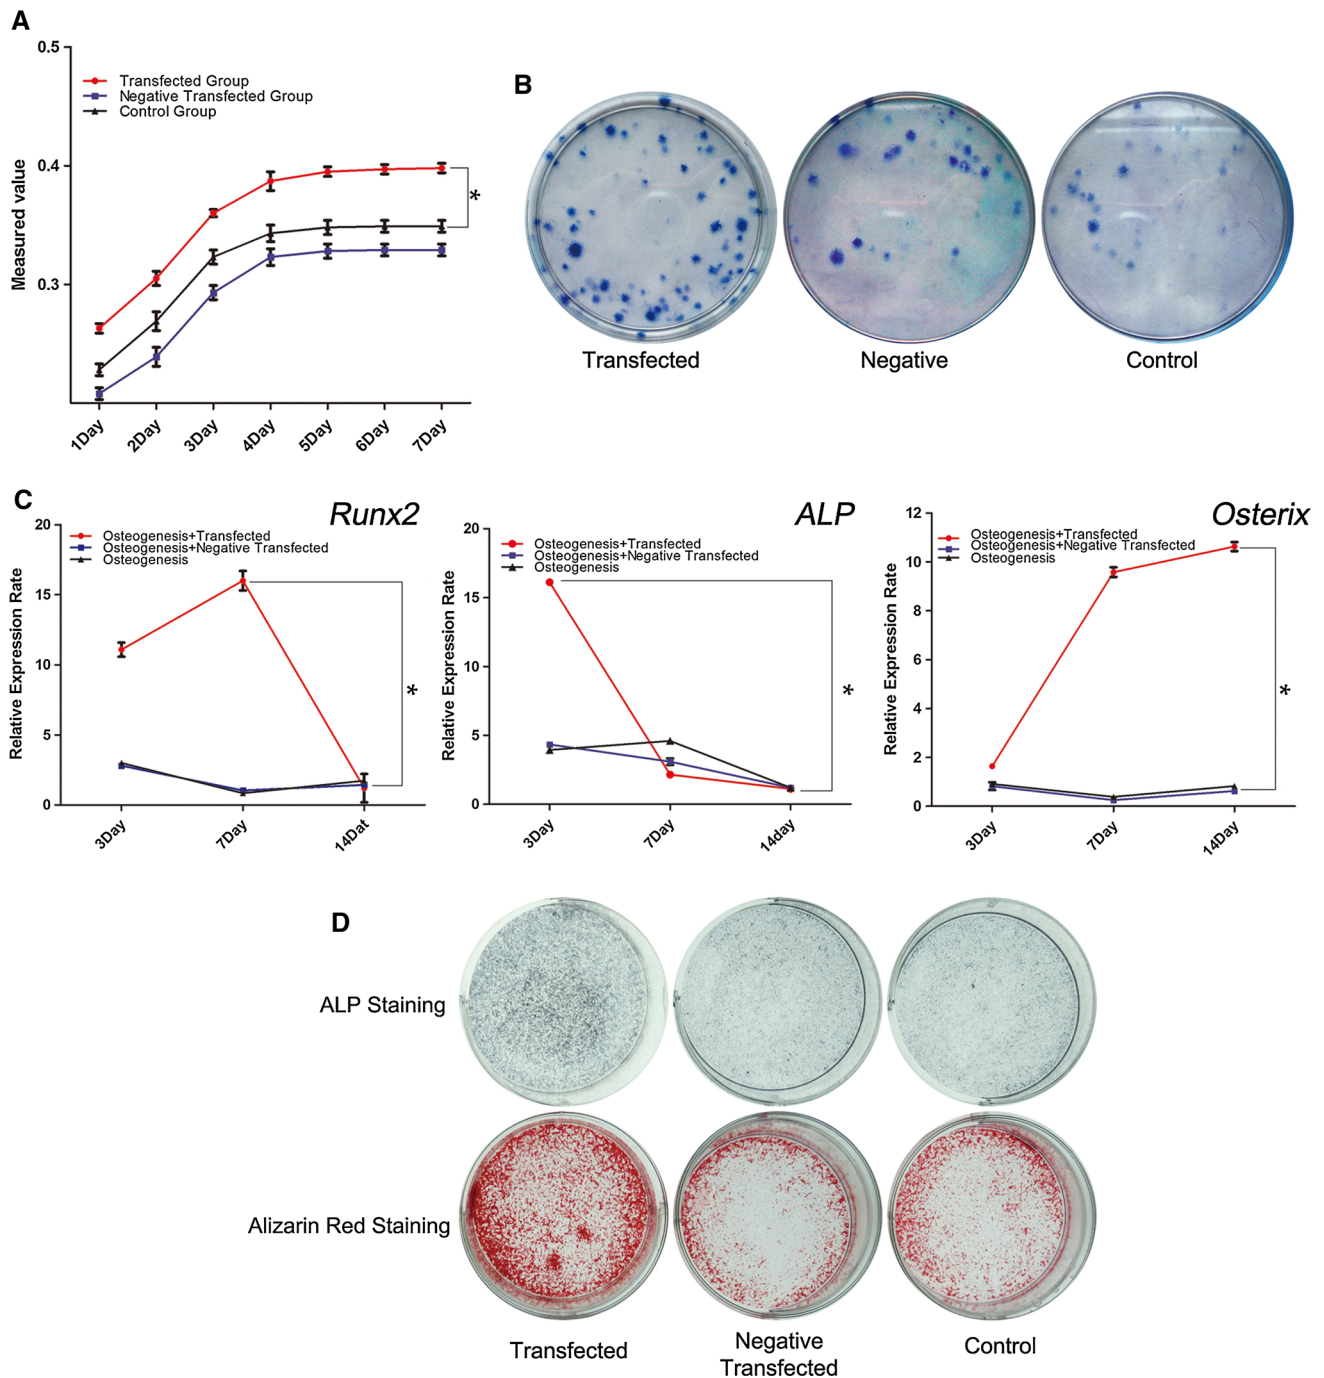 A
0.5
0.4
0.3
Measured value
Transfected Group
Negative Transfected Group
Control Group
*
1Day
2Day
3Day
4Day
5Day
6Day
7Day
B
Transfected
Negative
Control
C
Runx2
20
15
10
5
0
Relative Expression Rate
Osteogenesis+Transfected
Osteogenesis+Negative Transfected
Osteogenesis
*
3Day
7Day
14Dat
ALP
20
15
10
5
0
Relative Expression Rate
Osteogenesis+Transfected
Osteogenesis+Negative Transfected
Osteogenesis
*
3Day
7Day
14day
Osterix
12
10
8
6
4
2
0
Relative Expression Rate
Osteogenesis+Transfected
Osteogenesis+Negative Transfected
Osteogenesis
*
3Day
7Day
14Day
D
ALP Staining
Alizarin Red Staining
Transfected
Negative
Transfected
Control